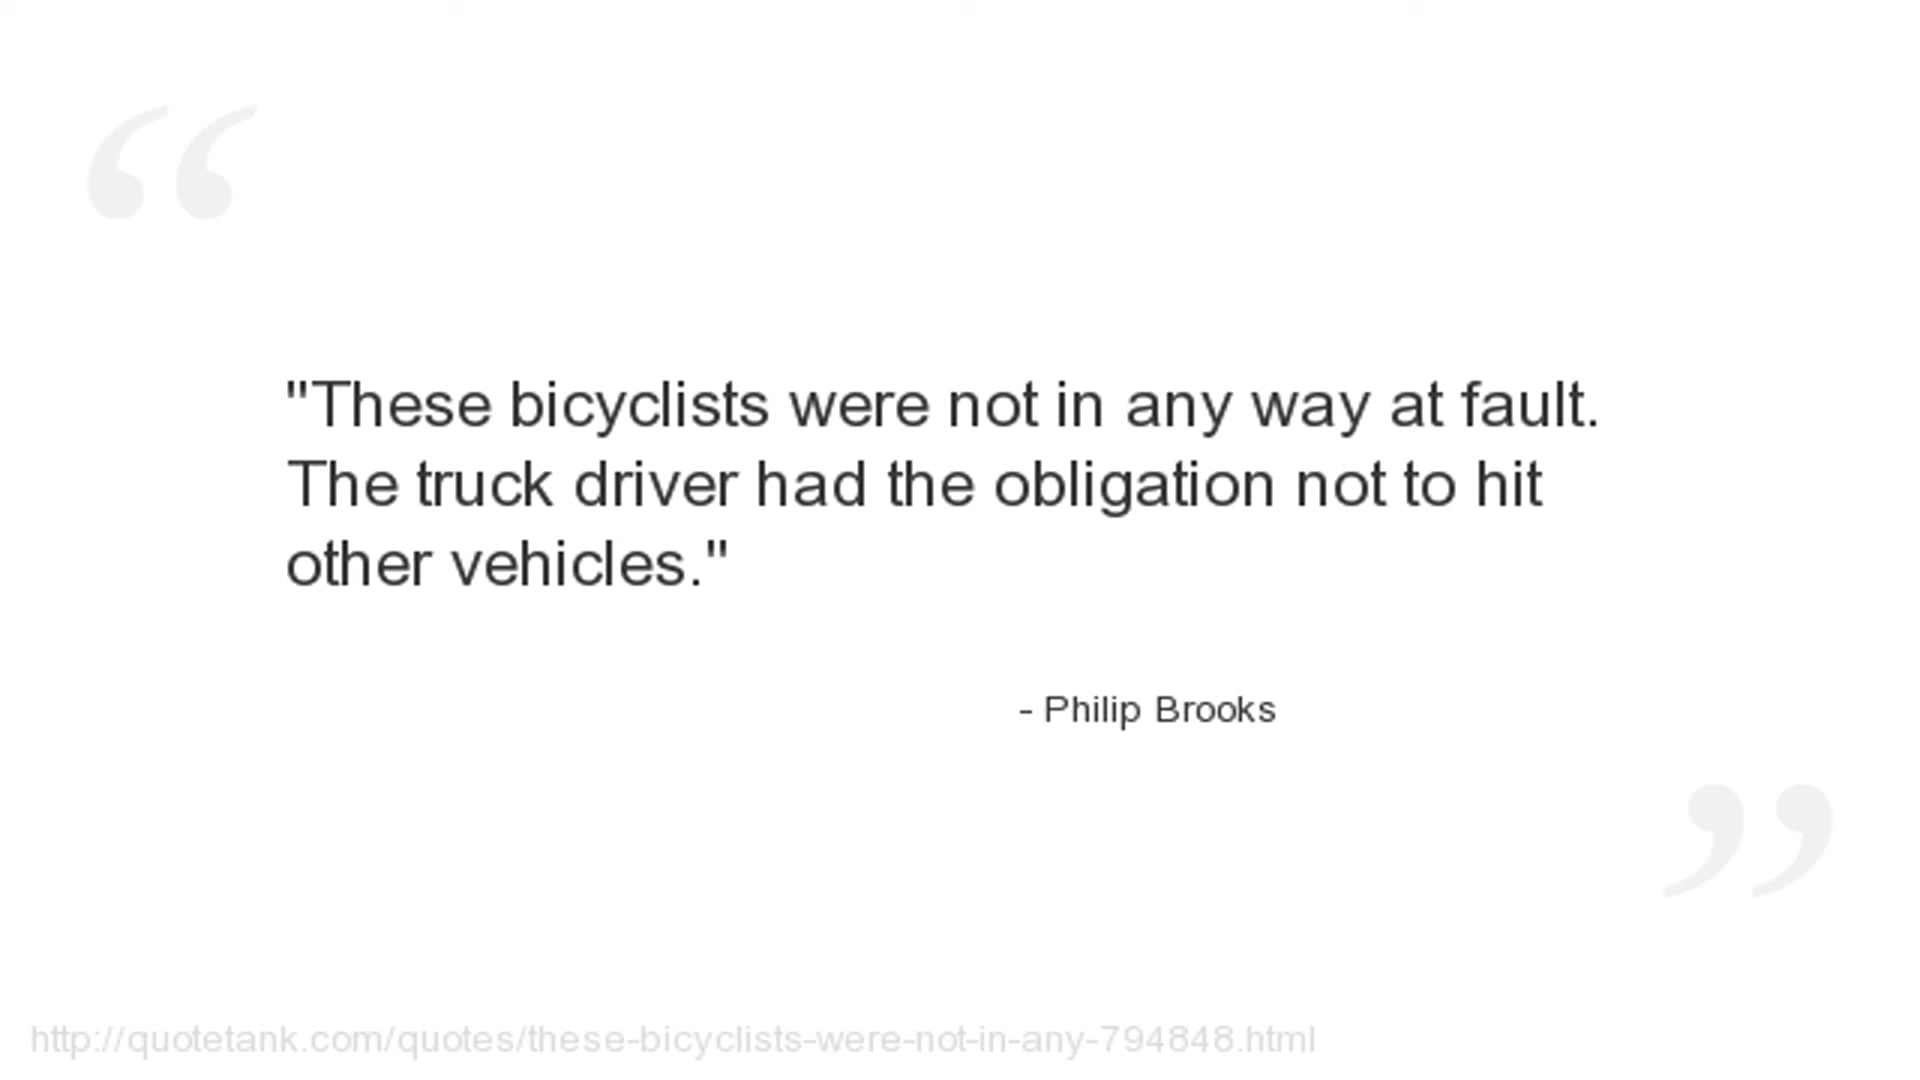 "These bicyclists were not in any way at fault.
The truck driver had the obligation not to hit
other vehicles."
- Philip Brooks
http://quotetank.com/quotes/these-bicyclists-were-not-in-any-794848.html